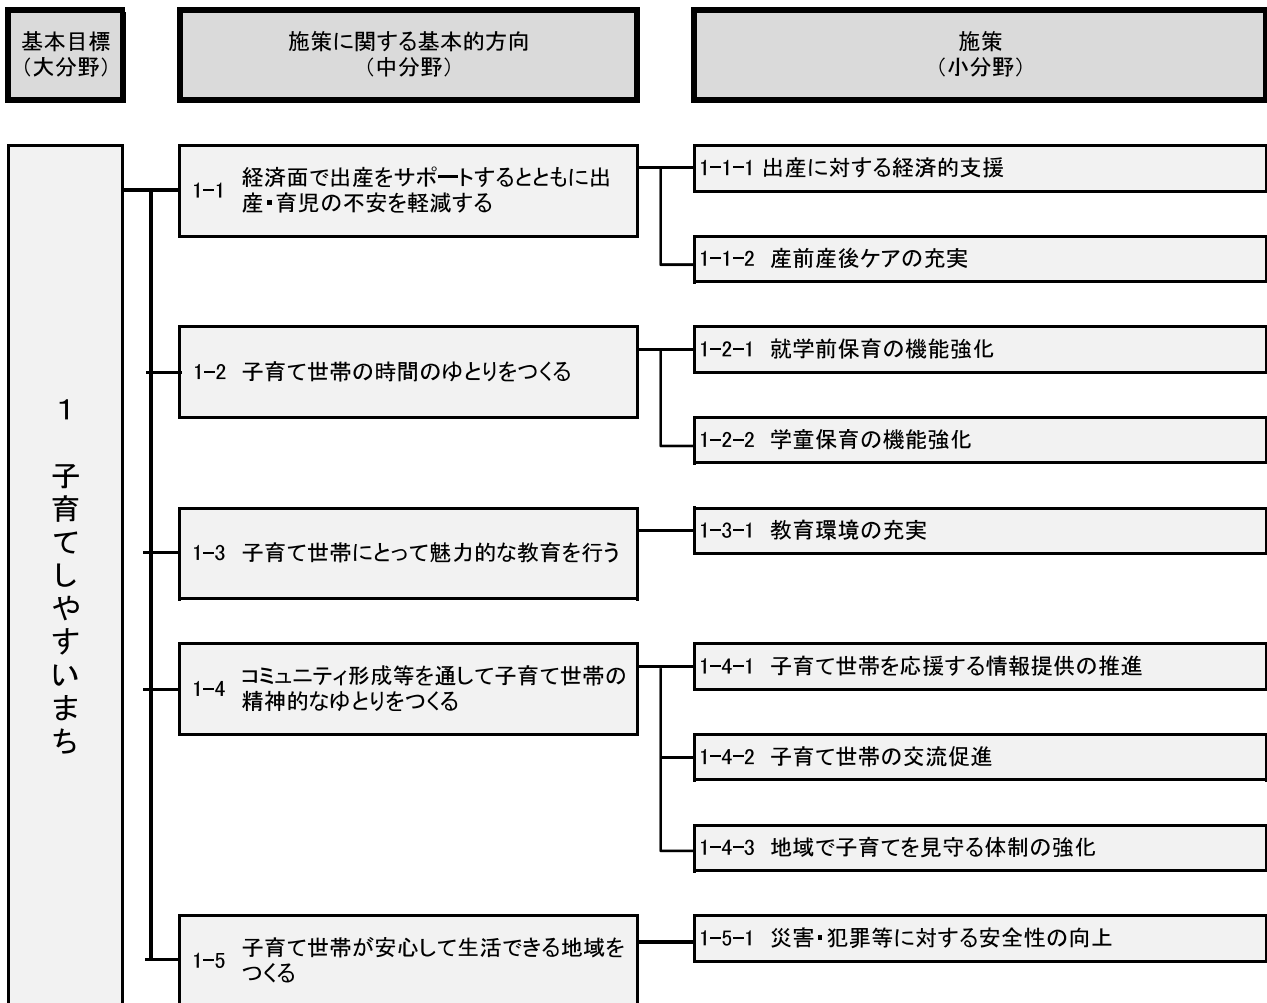 基本目標
（大分野）
施策に関する基本的方向
（中分野）
施策
（小分野）
1 子育てしやすいまち
1-1 経済面で出産をサポートするとともに出
産・育児の不安を軽減する
1-1-1 出産に対する経済的支援
1-1-2 産前産後ケアの充実
1-2 子育て世帯の時間のゆとりをつくる
1-2-1 就学前保育の機能強化
1-2-2 学童保育の機能強化
1-3 子育て世帯にとって魅力的な教育を行う
1-3-1 教育環境の充実
1-4 コミュニティ形成等を通して子育て世帯の
精神的なゆとりをつくる
1-4-1 子育て世帯を応援する情報提供の推進
1-4-2 子育て世帯の交流促進
1-4-3 地域で子育てを見守る体制の強化
1-5 子育て世帯が安心して生活できる地域を
つくる
1-5-1 災害・犯罪等に対する安全性の向上